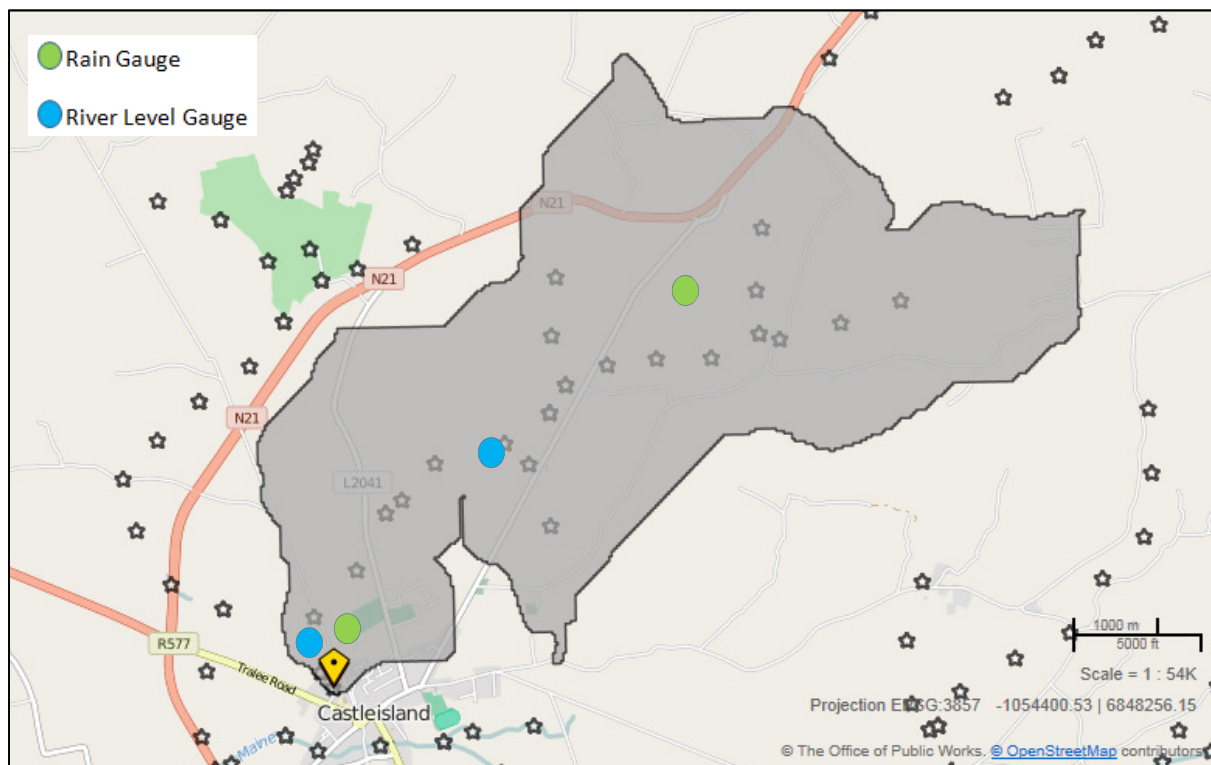 Rain Gauge
River Level Gauge
N21
N21
N21
L2041
R577
Tralee Road
Castleisland
Maine
1000 m
5000 ft
Scale = 1 : 54K
Projection EPSG:3857 -1054400.53 | 6848256.15
© The Office of Public Works. © OpenStreetMap contributors